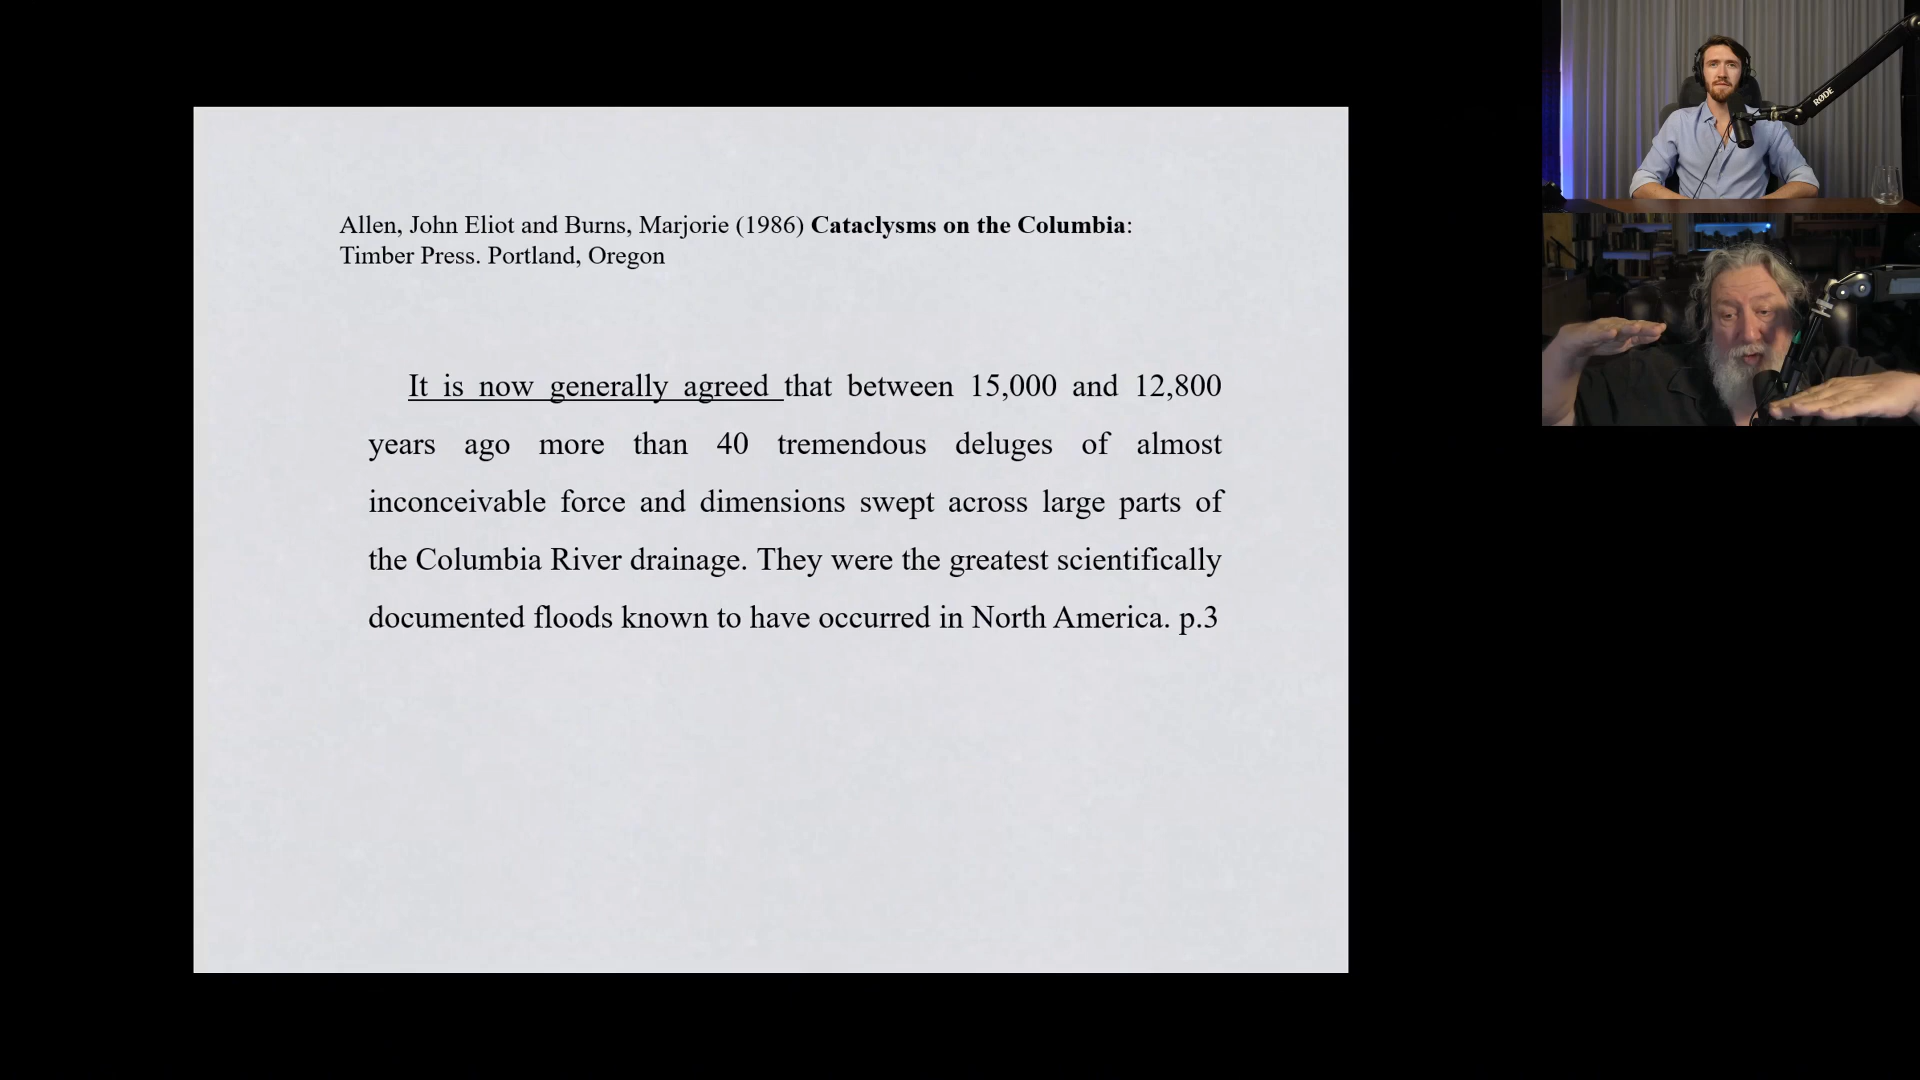 Allen, John Eliot and Burns, Marjorie (1986) Cataclysms on the Columbia:
Timber Press. Portland, Oregon
It is now generally agreed that between 15,000 and 12,800
years ago more than 40 tremendous deluges of almost
inconceivable force and dimensions swept across large parts of
the Columbia River drainage. They were the greatest scientifically
documented floods known to have occurred in North America. p.3
RØDE